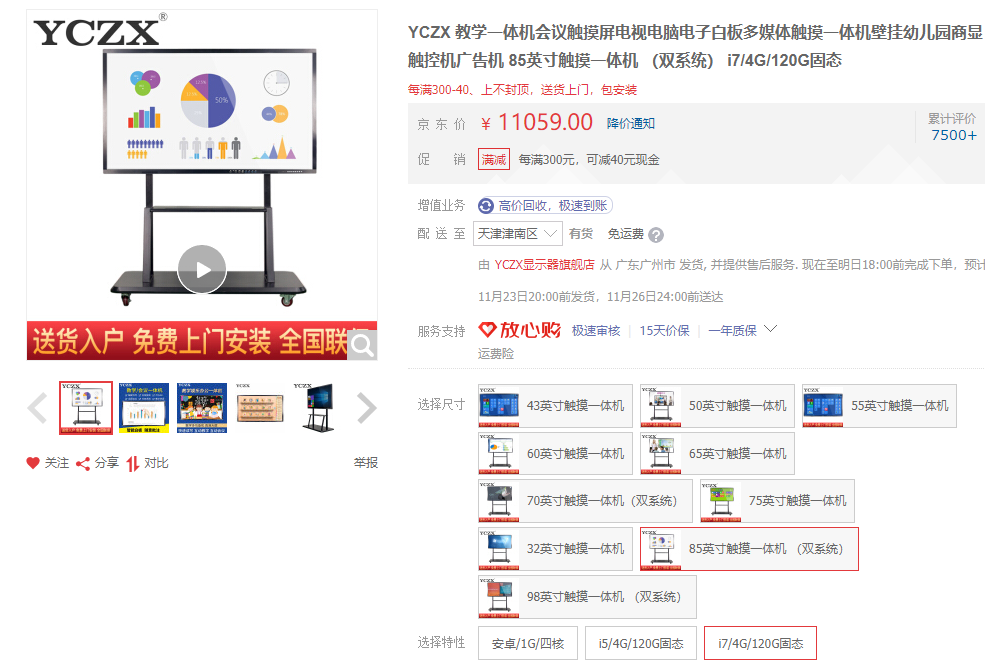 YCZX®
50%
送货入户 免费上门安装 全国联
关注 分享 对比 举报
YCZX 教学一体机会议触摸屏电视电脑电子白板多媒体触摸一体机壁挂幼儿园商显
触控机广告机 85英寸触摸一体机 （双系统） i7/4G/120G固态
每满300-40、上不封顶，送货上门，包安装
京东价 ¥ 11059.00 降价通知
累计评价
7500+
促销 满减 每满300元，可减40元现金
增值业务 高价回收，极速到账
配送至 天津津南区 有货 免运费 ?
由 YCZX显示器旗舰店 从 广东广州市 发货, 并提供售后服务. 现在至明日18:00前完成下单，预计
11月23日20:00前发货，11月26日24:00前送达
服务支持 放心购 极速审核 15天价保 一年质保
运费险
选择尺寸 43英寸触摸一体机 50英寸触摸一体机 55英寸触摸一体机
60英寸触摸一体机 65英寸触摸一体机
70英寸触摸一体机（双系统） 75英寸触摸一体机
32英寸触摸一体机 85英寸触摸一体机 （双系统）
98英寸触摸一体机 （双系统）
选择特性 安卓/1G/四核 i5/4G/120G固态 i7/4G/120G固态